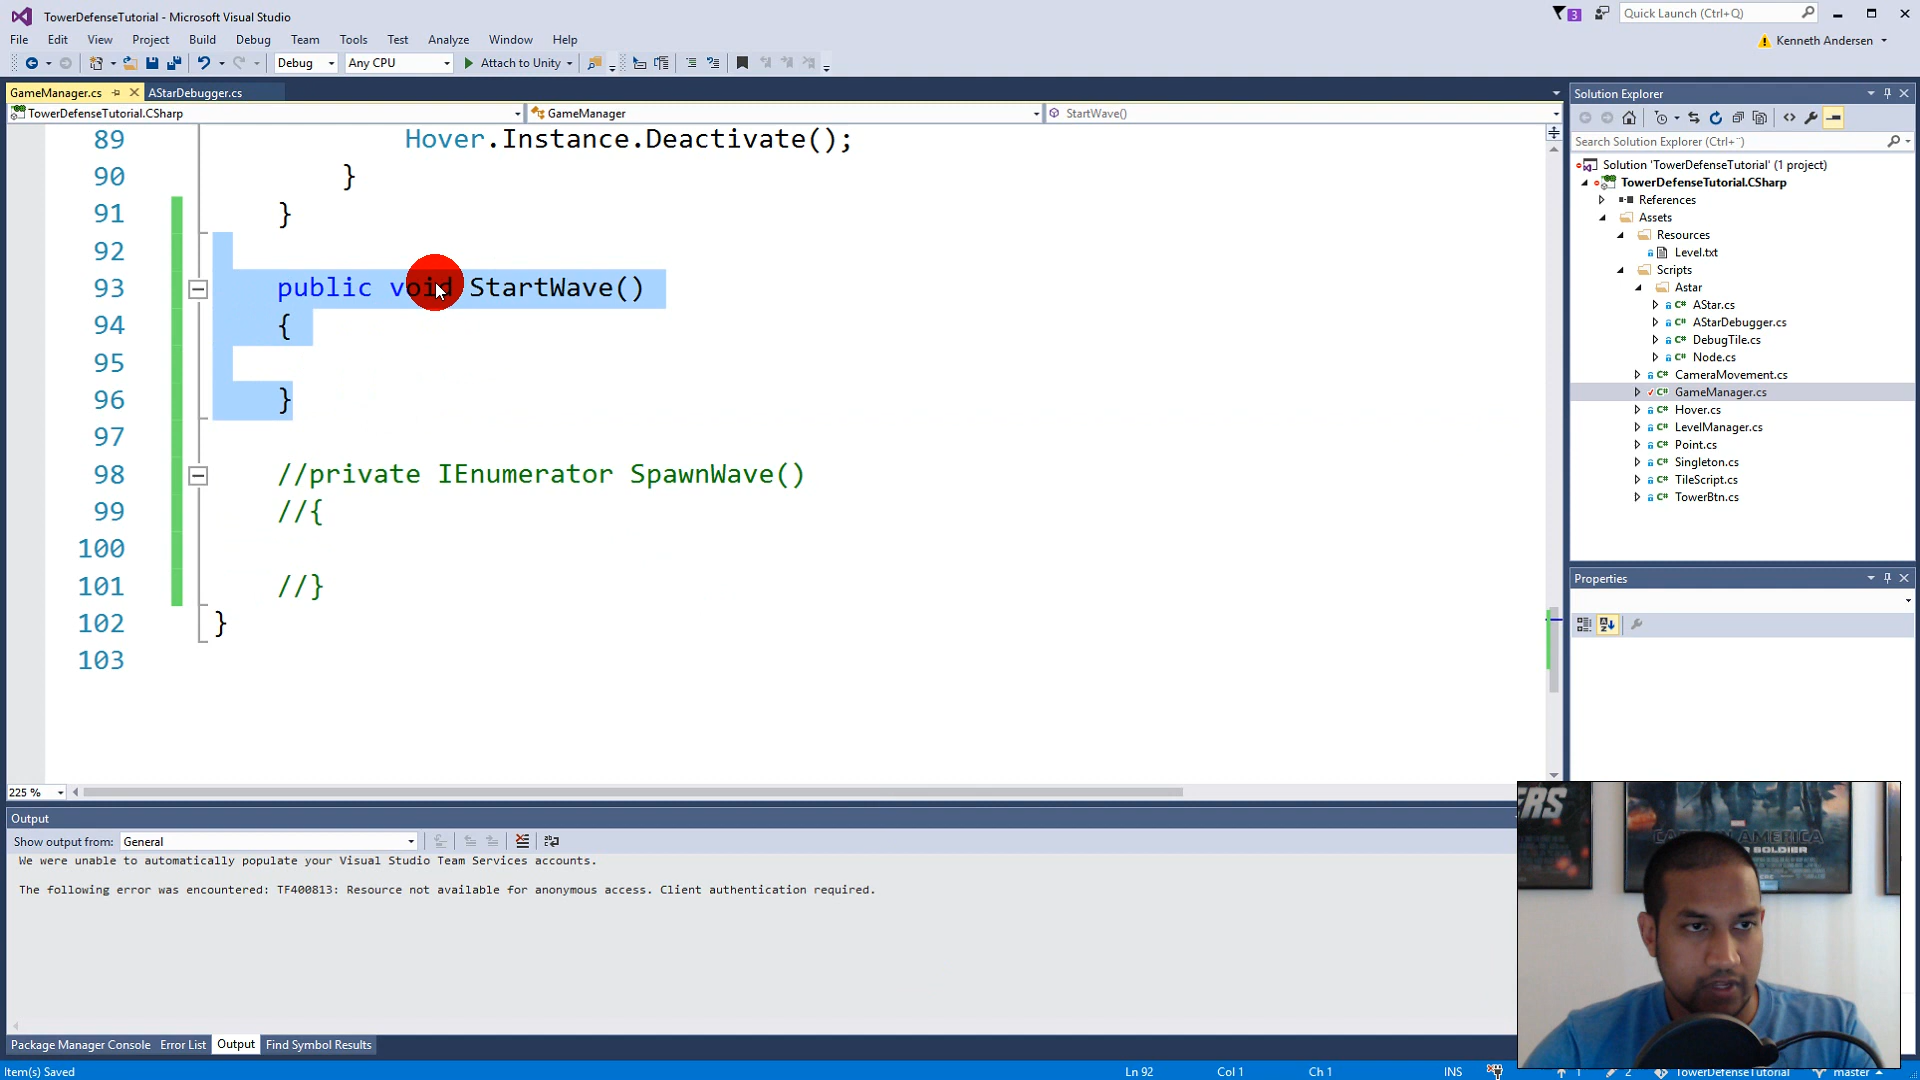 TowerDefenseTutorial - Microsoft Visual Studio
3
Quick Launch (Ctrl+Q)
File Edit View Project Build Debug Team Tools Test Analyze Window Help
Kenneth Andersen
Debug Any CPU Attach to Unity
GameManager.cs AStarDebugger.cs
TowerDefenseTutorial.CSharp GameManager StartWave()
89 Hover.Instance.Deactivate();
90 }
91 }
92
93 public void StartWave()
94 {
95
96 }
97
98 //private IEnumerator SpawnWave()
99 //{
100
101 //}
102 }
103
225 %
Solution Explorer
Search Solution Explorer (Ctrl+¨)
Solution 'TowerDefenseTutorial' (1 project)
TowerDefenseTutorial.CSharp
References
Assets
Resources
Level.txt
Scripts
Astar
C# AStar.cs
C# AStarDebugger.cs
C# DebugTile.cs
C# Node.cs
C# CameraMovement.cs
C# GameManager.cs
C# Hover.cs
C# LevelManager.cs
C# Point.cs
C# Singleton.cs
C# TileScript.cs
C# TowerBtn.cs
Properties
Output
Show output from: General
We were unable to automatically populate your Visual Studio Team Services accounts.
The following error was encountered: TF400813: Resource not available for anonymous access. Client authentication required.
Package Manager Console Error List Output Find Symbol Results
Item(s) Saved Ln 92 Col 1 Ch 1 INS 1 2 TowerDefenseTutorial master
ERS
CAPTAIN AMERICA
SOLDIER